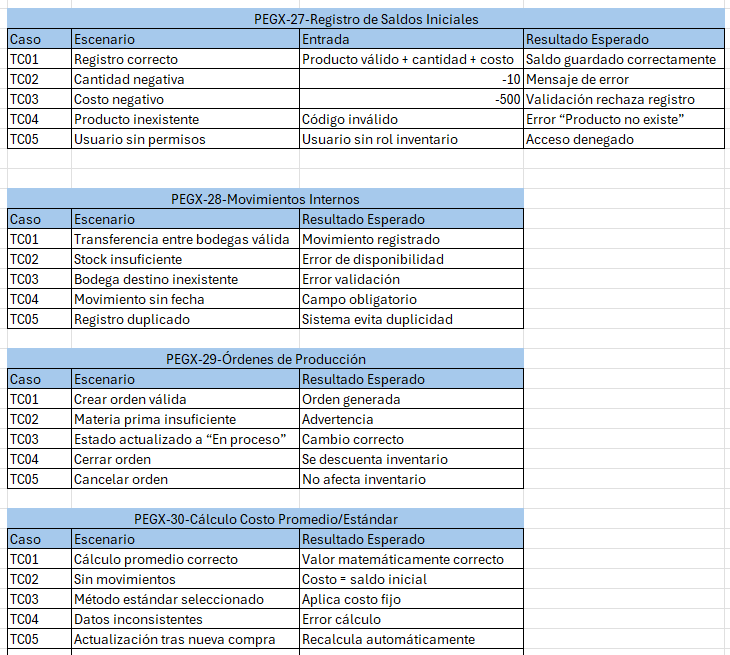 PEGX-27-Registro de Saldos Iniciales
Caso Escenario Entrada Resultado Esperado
TC01 Registro correcto Producto válido + cantidad + costo Saldo guardado correctamente
TC02 Cantidad negativa -10 Mensaje de error
TC03 Costo negativo -500 Validación rechaza registro
TC04 Producto inexistente Código inválido Error “Producto no existe”
TC05 Usuario sin permisos Usuario sin rol inventario Acceso denegado
PEGX-28-Movimientos Internos
Caso Escenario Resultado Esperado
TC01 Transferencia entre bodegas válida Movimiento registrado
TC02 Stock insuficiente Error de disponibilidad
TC03 Bodega destino inexistente Error validación
TC04 Movimiento sin fecha Campo obligatorio
TC05 Registro duplicado Sistema evita duplicidad
PEGX-29-Órdenes de Producción
Caso Escenario Resultado Esperado
TC01 Crear orden válida Orden generada
TC02 Materia prima insuficiente Advertencia
TC03 Estado actualizado a “En proceso” Cambio correcto
TC04 Cerrar orden Se descuenta inventario
TC05 Cancelar orden No afecta inventario
PEGX-30-Cálculo Costo Promedio/Estándar
Caso Escenario Resultado Esperado
TC01 Cálculo promedio correcto Valor matemáticamente correcto
TC02 Sin movimientos Costo = saldo inicial
TC03 Método estándar seleccionado Aplica costo fijo
TC04 Datos inconsistentes Error cálculo
TC05 Actualización tras nueva compra Recalcula automáticamente